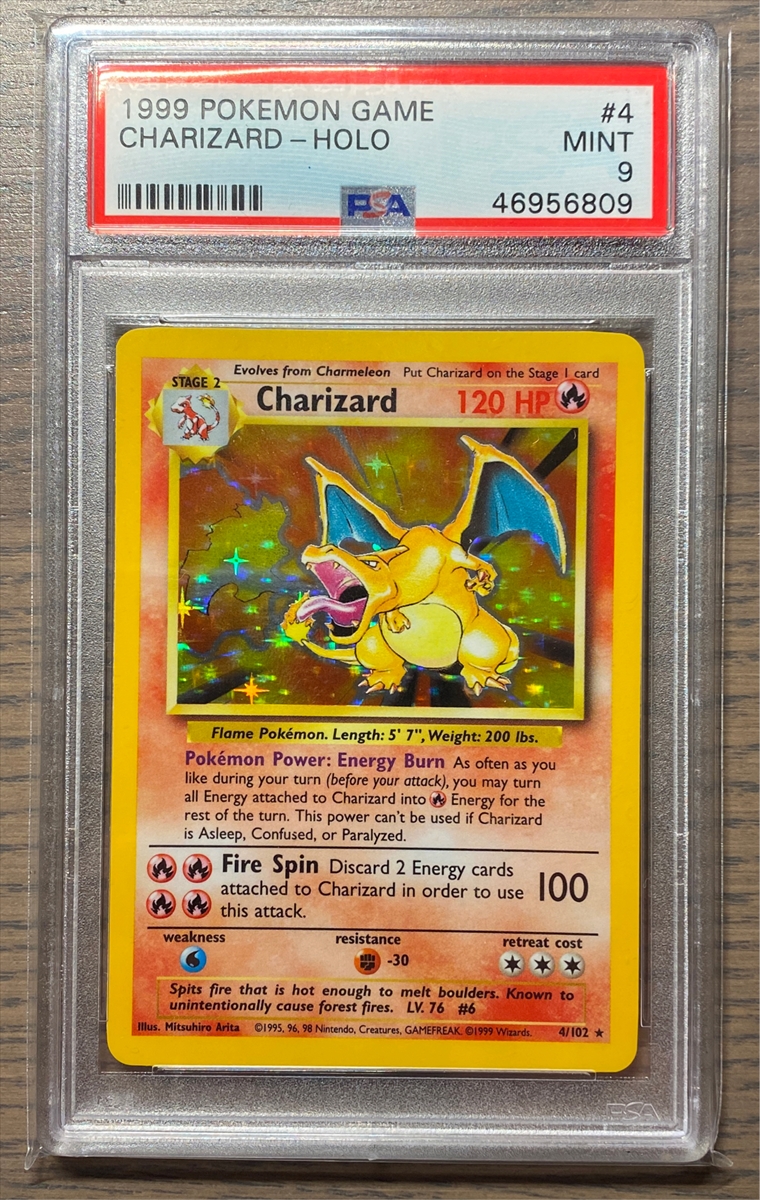 1999 POKEMON GAME #4
CHARIZARD – HOLO MINT
9
PSA 46956809
Evolves from Charmeleon Put Charizard on the Stage 1 card
STAGE 2
Charizard 120 HP
Flame Pokémon. Length: 5' 7", Weight: 200 lbs.
Pokémon Power: Energy Burn As often as you
like during your turn (before your attack), you may turn
all Energy attached to Charizard into Energy for the
rest of the turn. This power can't be used if Charizard
is Asleep, Confused, or Paralyzed.
Fire Spin Discard 2 Energy cards
attached to Charizard in order to use 100
this attack.
weakness resistance retreat cost
-30
Spits fire that is hot enough to melt boulders. Known to
unintentionally cause forest fires. LV. 76 #6
Illus. Mitsuhiro Arita ©1995, 96, 98 Nintendo, Creatures, GAMEFREAK. ©1999 Wizards. 4/102 ★
PSA